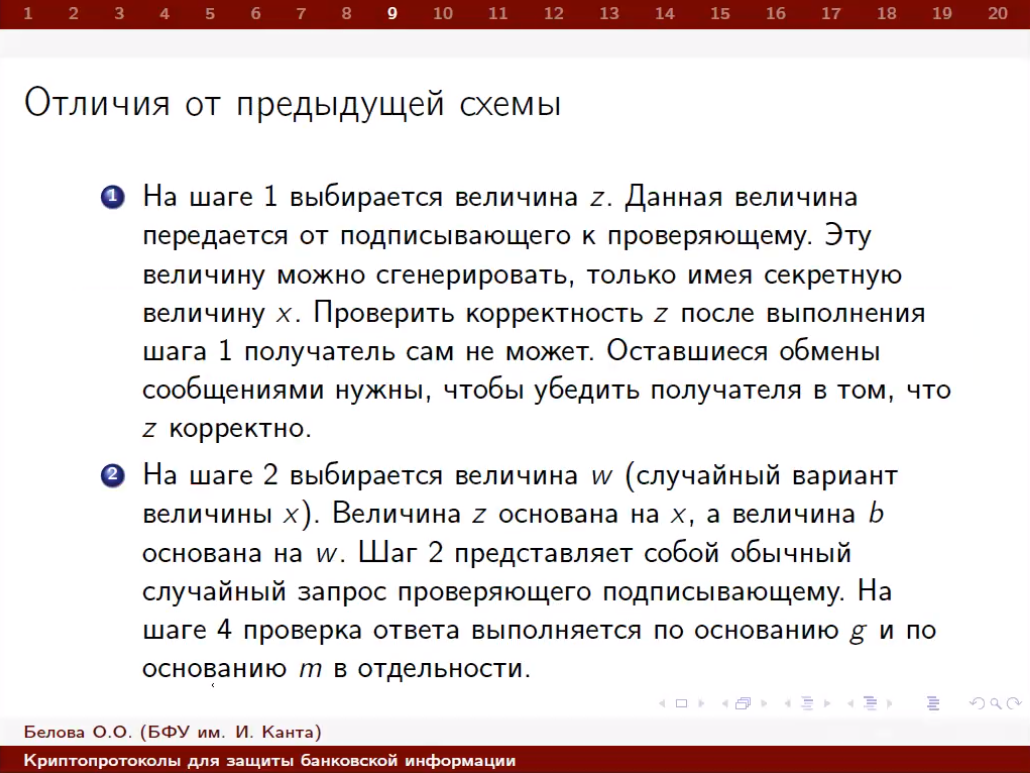 1 2 3 4 5 6 7 8 9 10 11 12 13 14 15 16 17 18 19 20
Отличия от предыдущей схемы
1 На шаге 1 выбирается величина z. Данная величина
передается от подписывающего к проверяющему. Эту
величину можно сгенерировать, только имея секретную
величину x. Проверить корректность z после выполнения
шага 1 получатель сам не может. Оставшиеся обмены
сообщениями нужны, чтобы убедить получателя в том, что
z корректно.
2 На шаге 2 выбирается величина w (случайный вариант
величины x). Величина z основана на x, а величина b
основана на w. Шаг 2 представляет собой обычный
случайный запрос проверяющего подписывающему. На
шаге 4 проверка ответа выполняется по основанию g и по
основанию m в отдельности.
Белова О.О. (БФУ им. И. Канта)
Криптопротоколы для защиты банковской информации